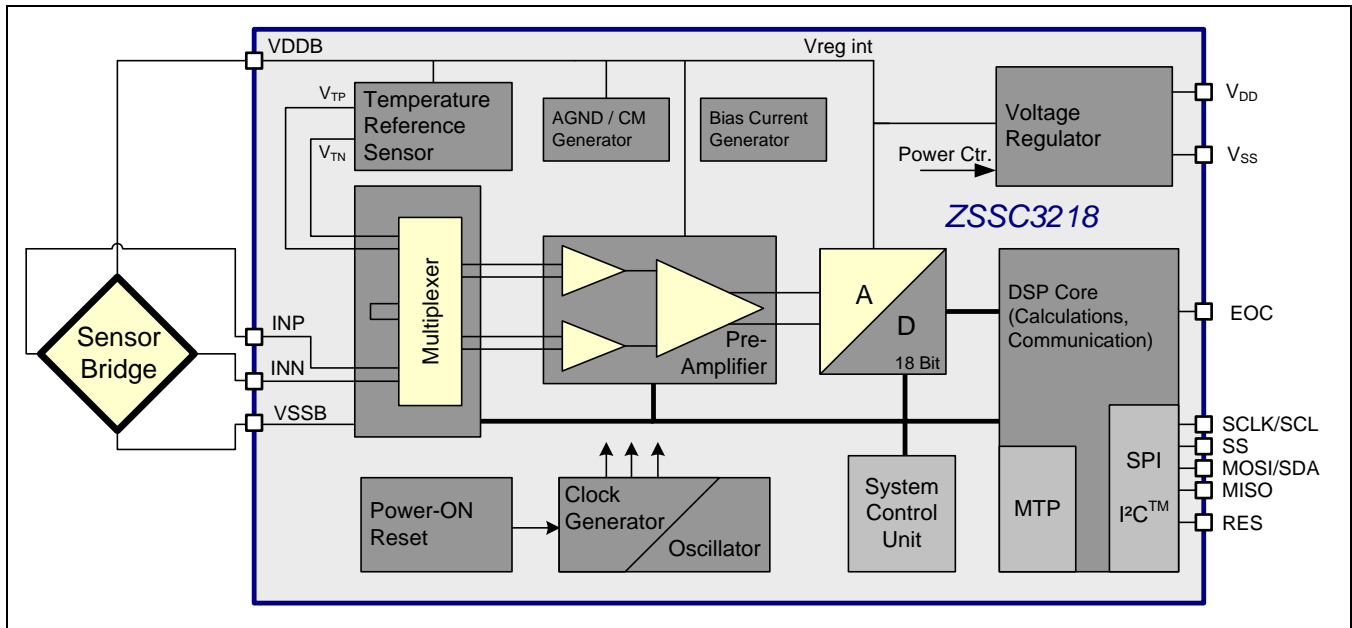 VDDB
Vreg int
VTP
VTN
Temperature
Reference
Sensor
AGND / CM
Generator
Bias Current
Generator
Voltage
Regulator
Power Ctr.
VDD
VSS
ZSSC3218
Sensor
Bridge
INP
INN
VSSB
Multiplexer
Pre-
Amplifier
A
D
18 Bit
DSP Core
(Calculations,
Communication)
EOC
SCLK/SCL
SS
MOSI/SDA
MISO
RES
SPI
I²C™
MTP
Power-ON
Reset
Clock
Generator
Oscillator
System
Control
Unit